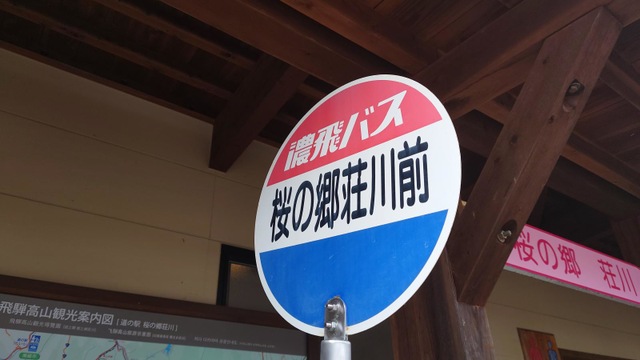 濃飛バス
桜の郷荘川前
桜の郷 荘川
飛騨高山観光案内図 [道の駅 桜の郷荘川]